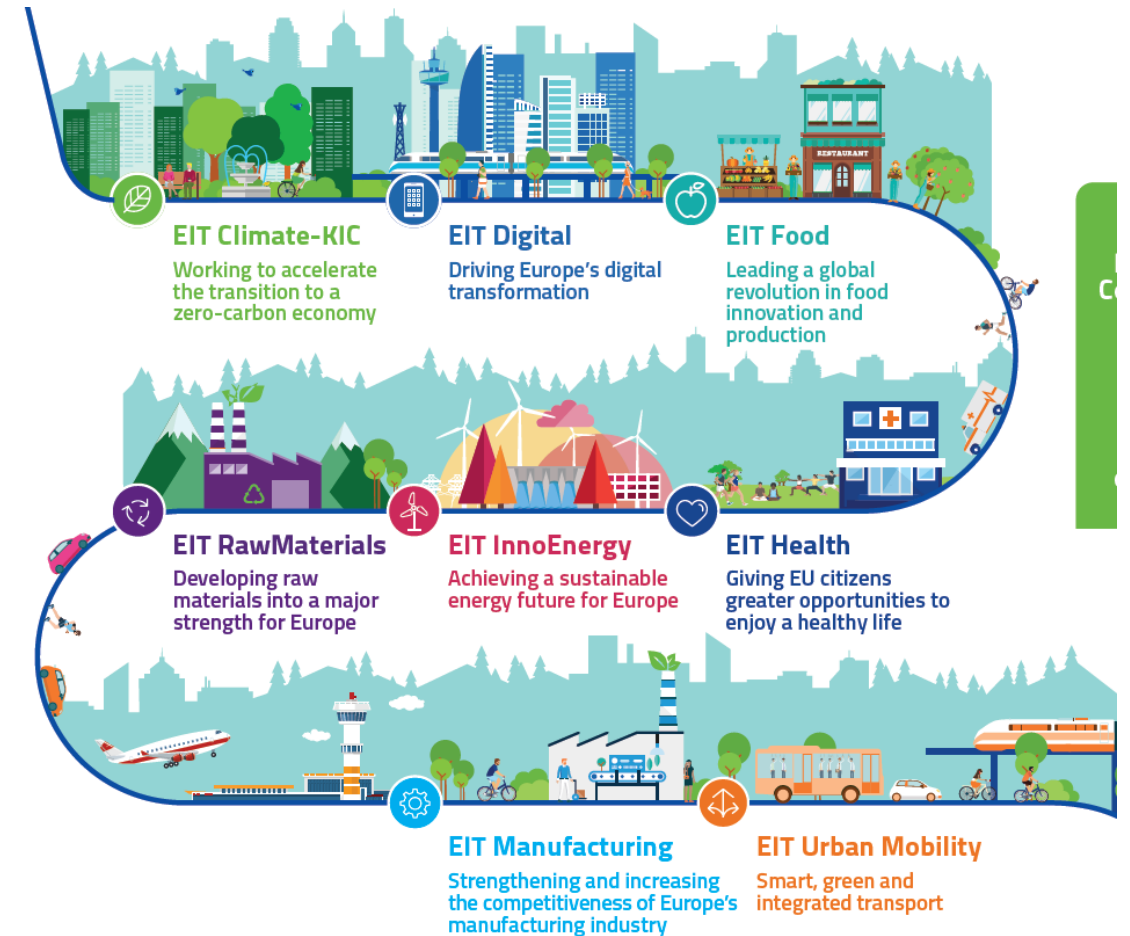 RESTAURANT
EIT Climate-KIC
Working to accelerate
the transition to a
zero-carbon economy
EIT Digital
Driving Europe’s digital
transformation
EIT Food
Leading a global
revolution in food
innovation and
production
EIT RawMaterials
Developing raw
materials into a major
strength for Europe
EIT InnoEnergy
Achieving a sustainable
energy future for Europe
EIT Health
Giving EU citizens
greater opportunities to
enjoy a healthy life
EIT Manufacturing
Strengthening and increasing
the competitiveness of Europe’s
manufacturing industry
EIT Urban Mobility
Smart, green and
integrated transport